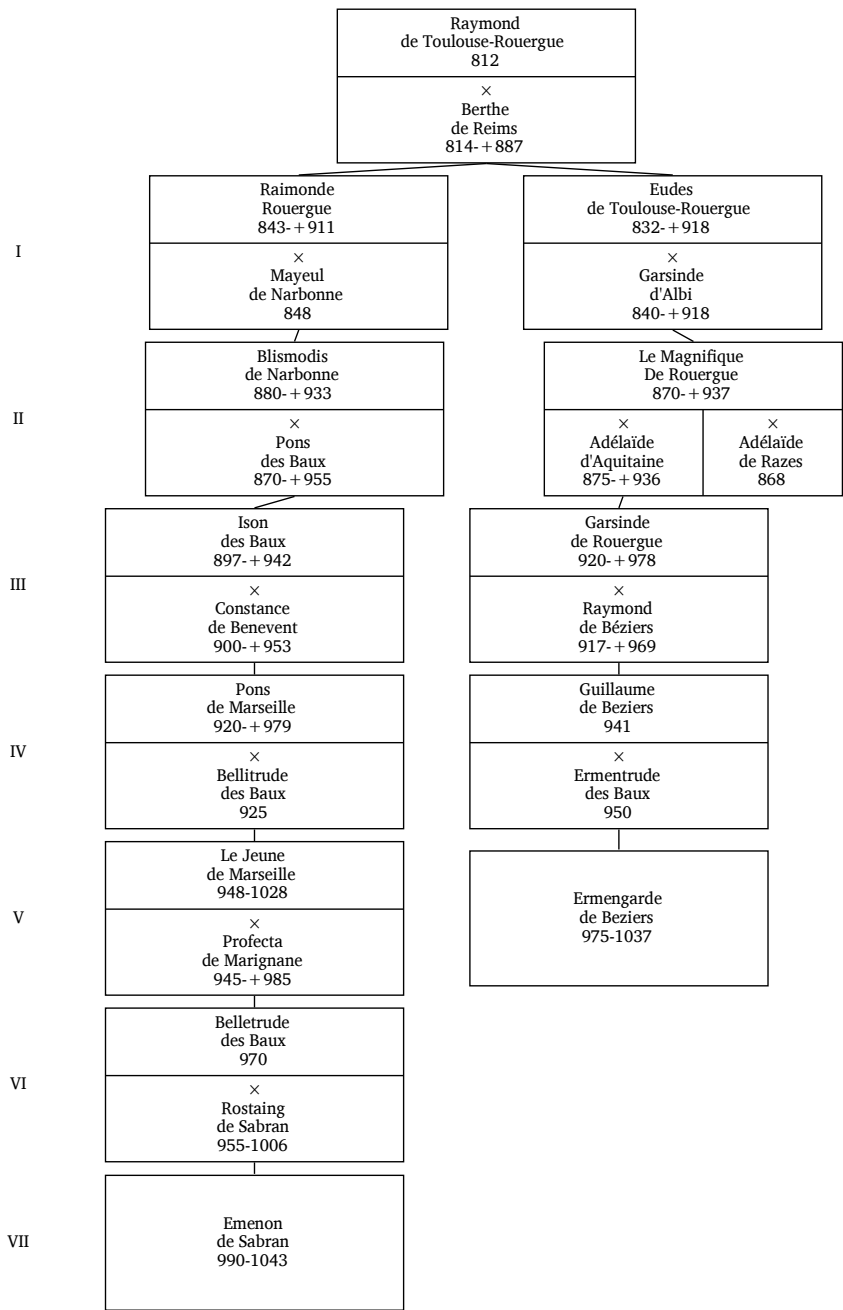 Raymond
de Toulouse-Rouergue
812
×
Berthe
de Reims
814-+887
I
Raimonde
Rouergue
843-+911
×
Mayeul
de Narbonne
848
Eudes
de Toulouse-Rouergue
832-+918
×
Garsinde
d'Albi
840-+918
II
Blismodis
de Narbonne
880-+933
×
Pons
des Baux
870-+955
Le Magnifique
De Rouergue
870-+937
×
Adélaïde
d'Aquitaine
875-+936
×
Adélaïde
de Razes
868
III
Ison
des Baux
897-+942
×
Constance
de Benevent
900-+953
Garsinde
de Rouergue
920-+978
×
Raymond
de Béziers
917-+969
IV
Pons
de Marseille
920-+979
×
Bellitrude
des Baux
925
Guillaume
de Beziers
941
×
Ermentrude
des Baux
950
V
Le Jeune
de Marseille
948-1028
×
Profecta
de Marignane
945-+985
Ermengarde
de Beziers
975-1037
VI
Belletrude
des Baux
970
×
Rostaing
de Sabran
955-1006
VII
Emenon
de Sabran
990-1043